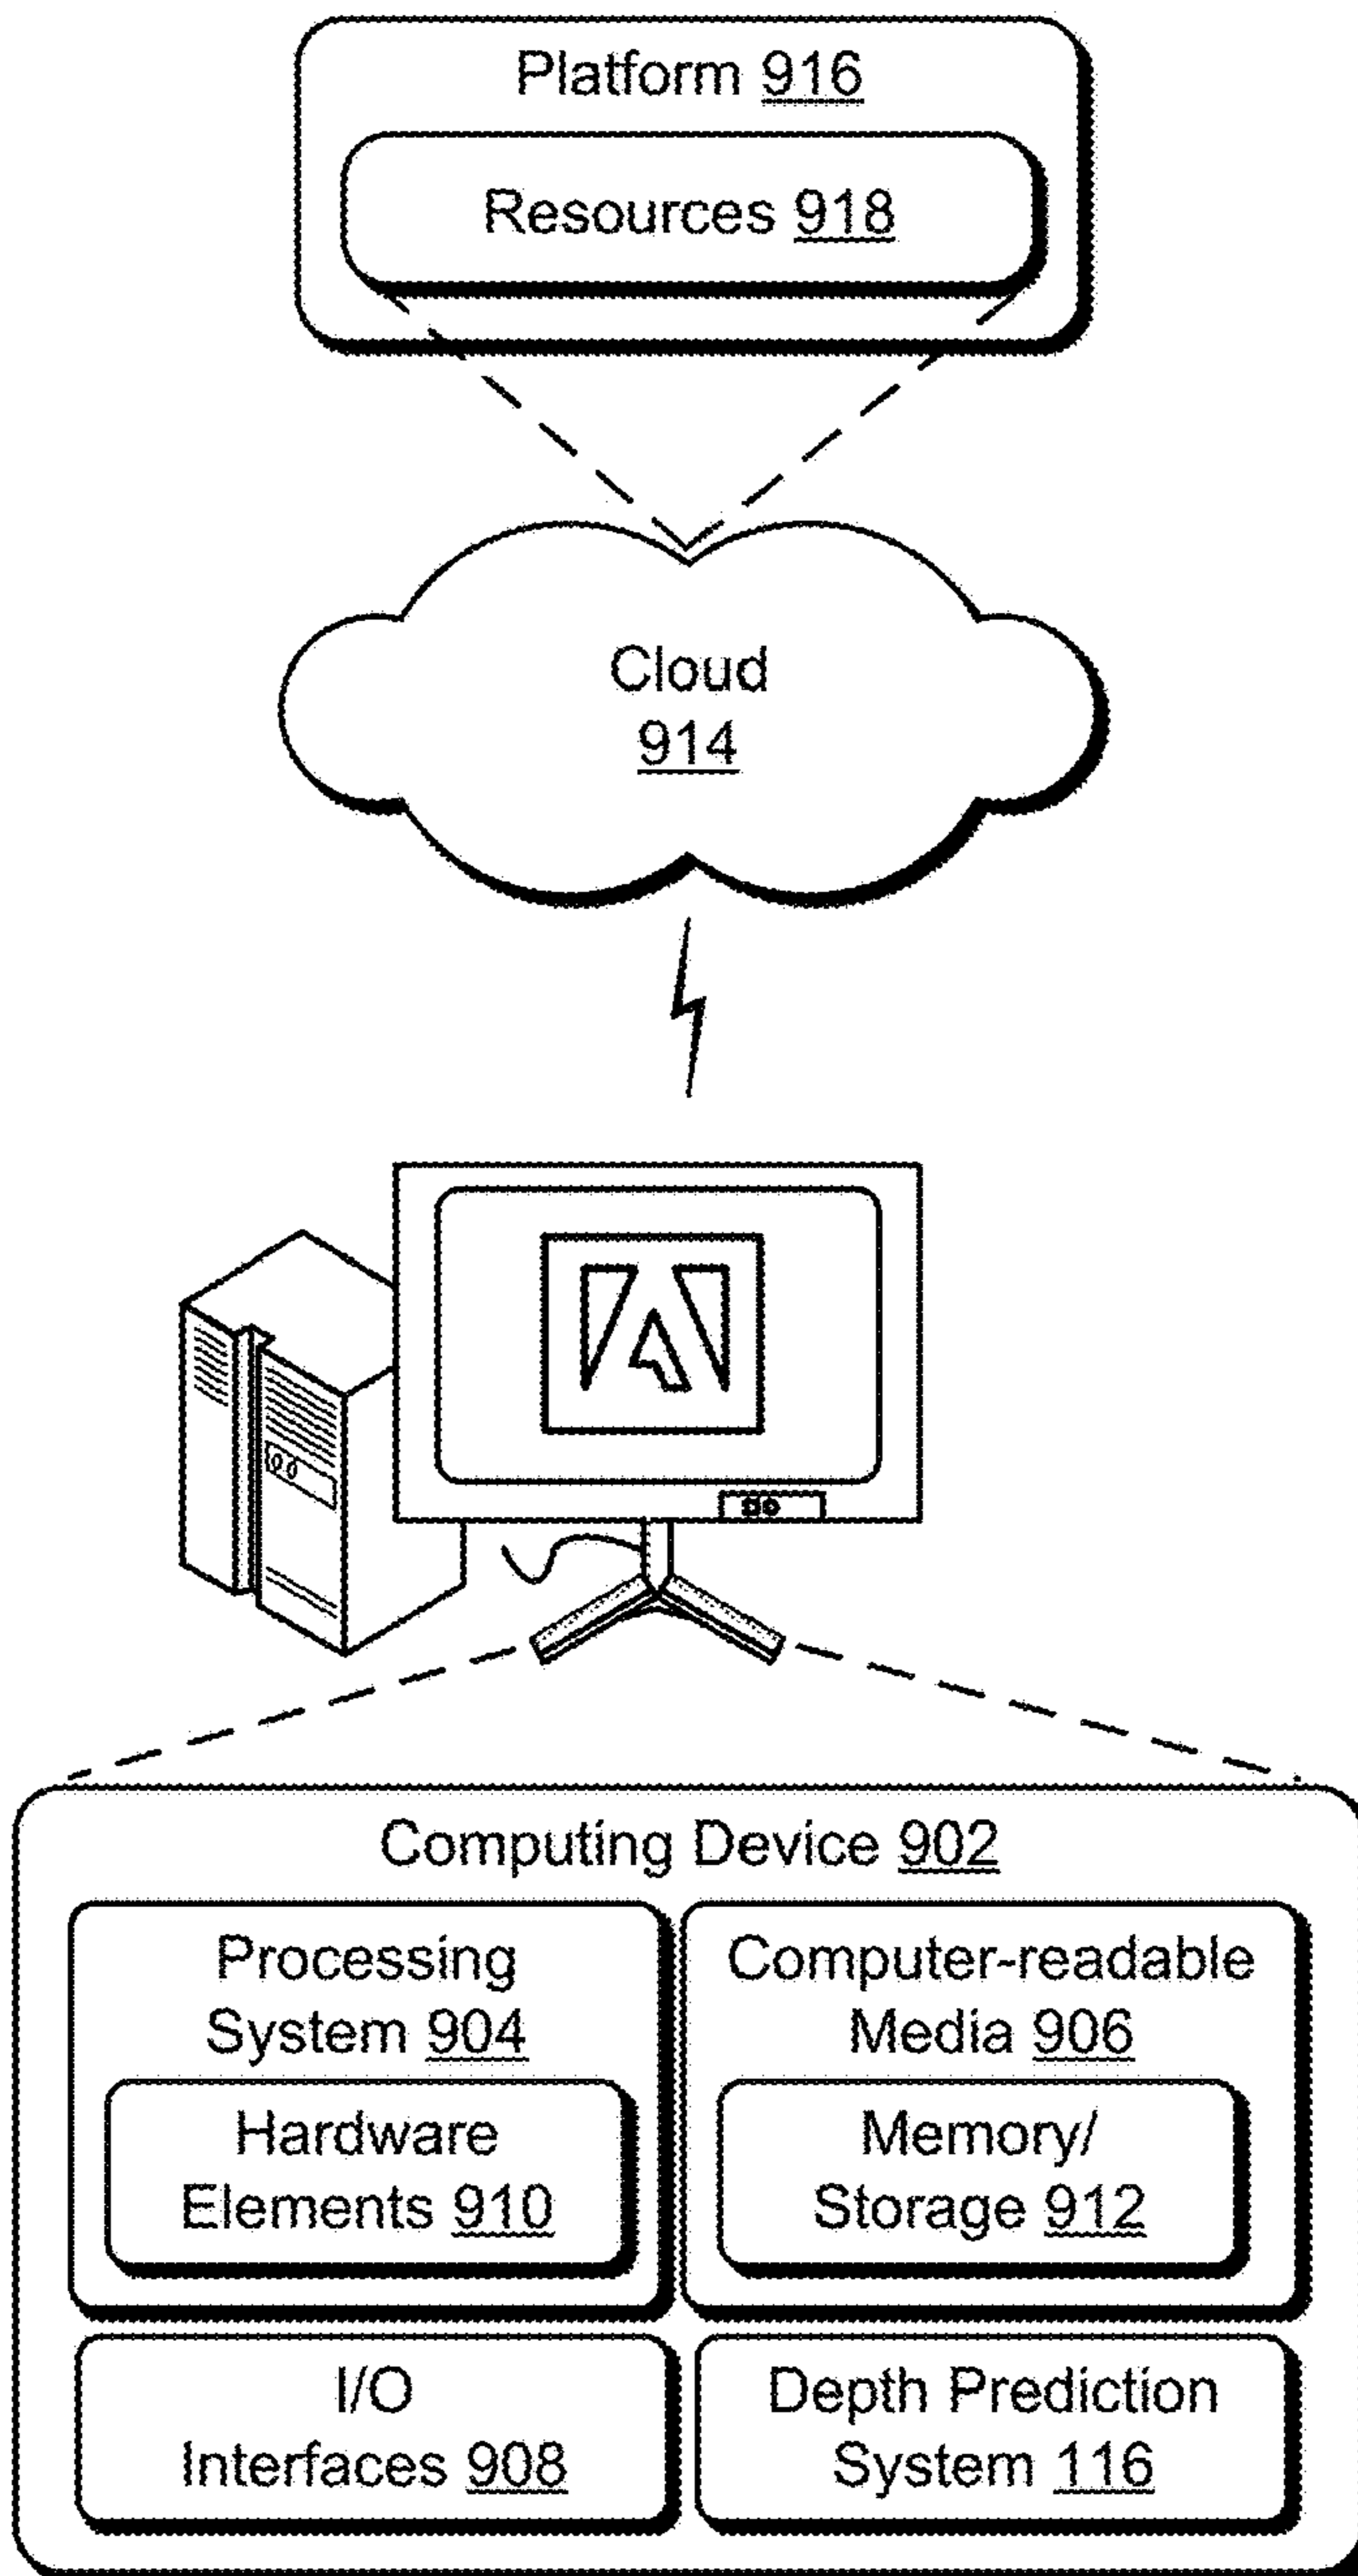 Platform 916
Resources 918
Cloud
914
Computing Device 902
Processing
System 904
Hardware
Elements 910
Computer-readable
Media 906
Memory/
Storage 912
I/O
Interfaces 908
Depth Prediction
System 116